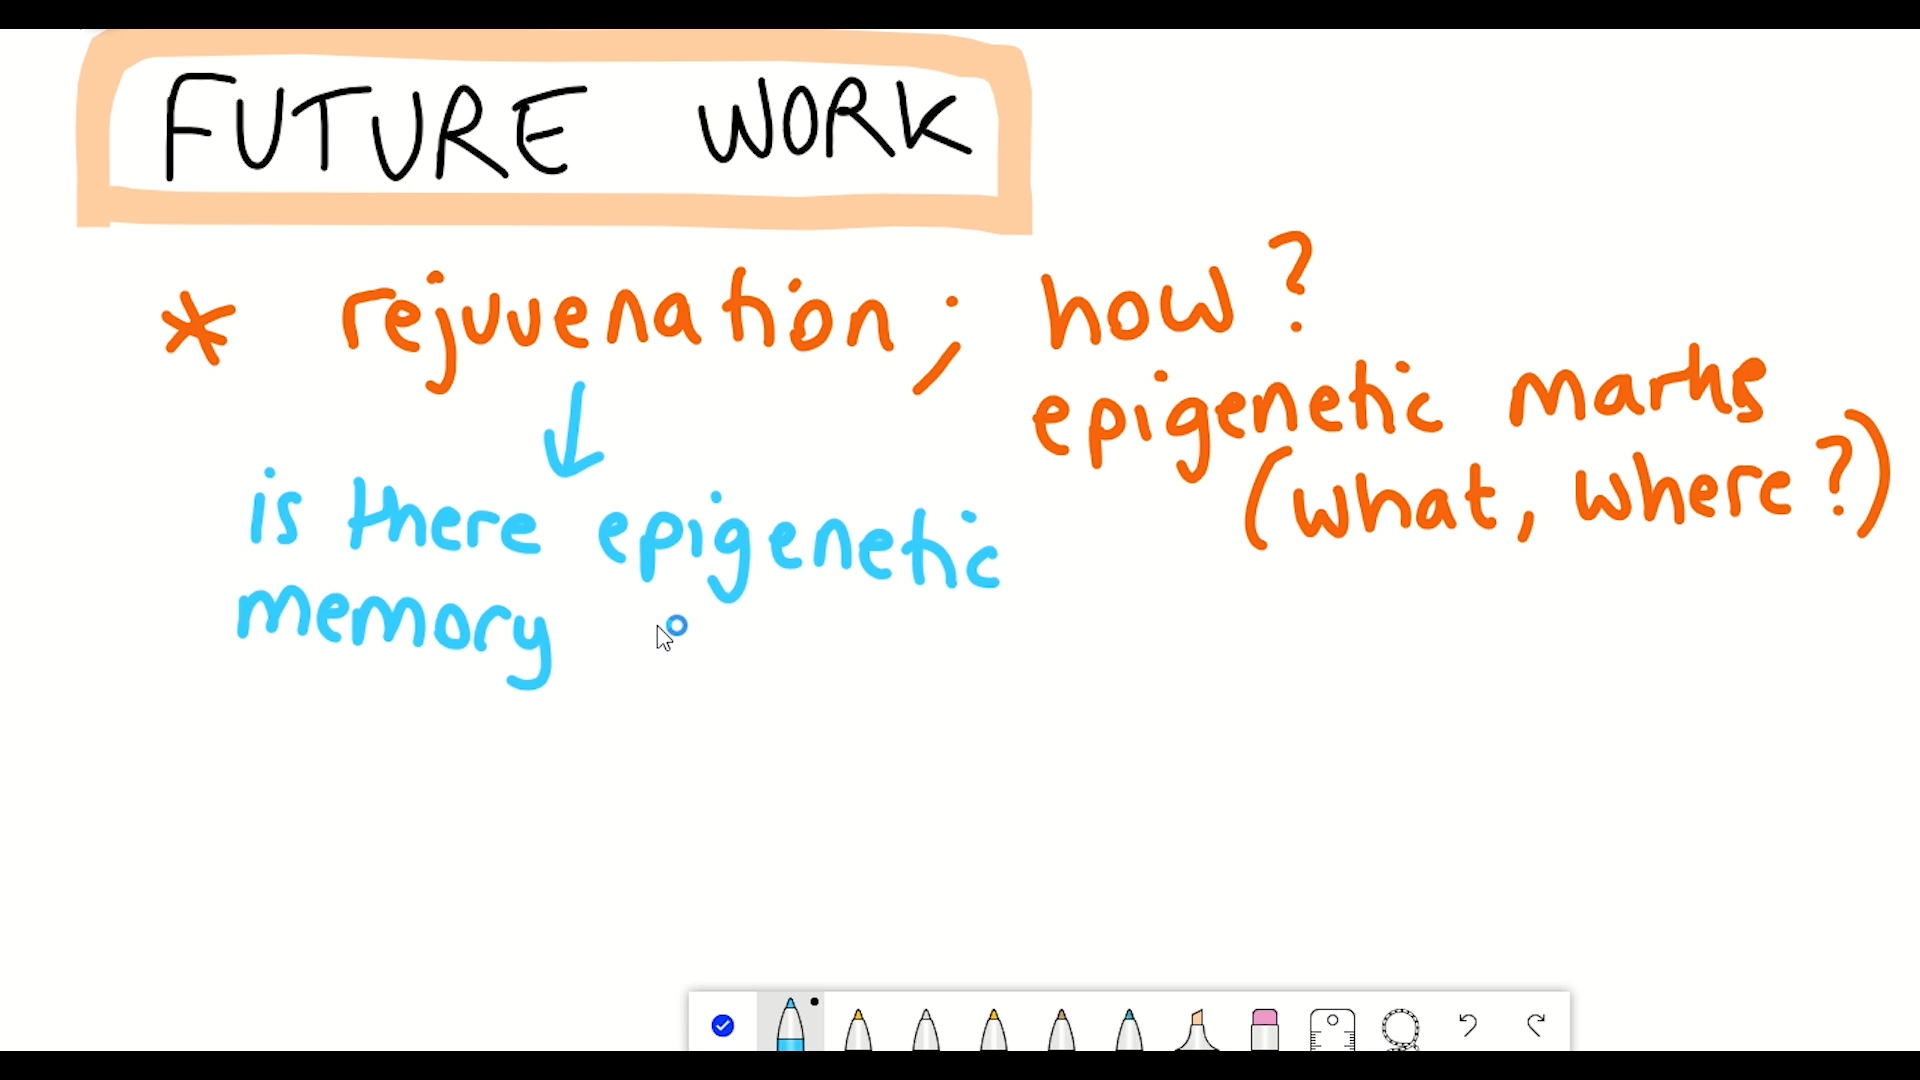 FUTURE WORK
* rejuvenation; how?
epigenetic marks
(what, where?)
is there epigenetic
memory